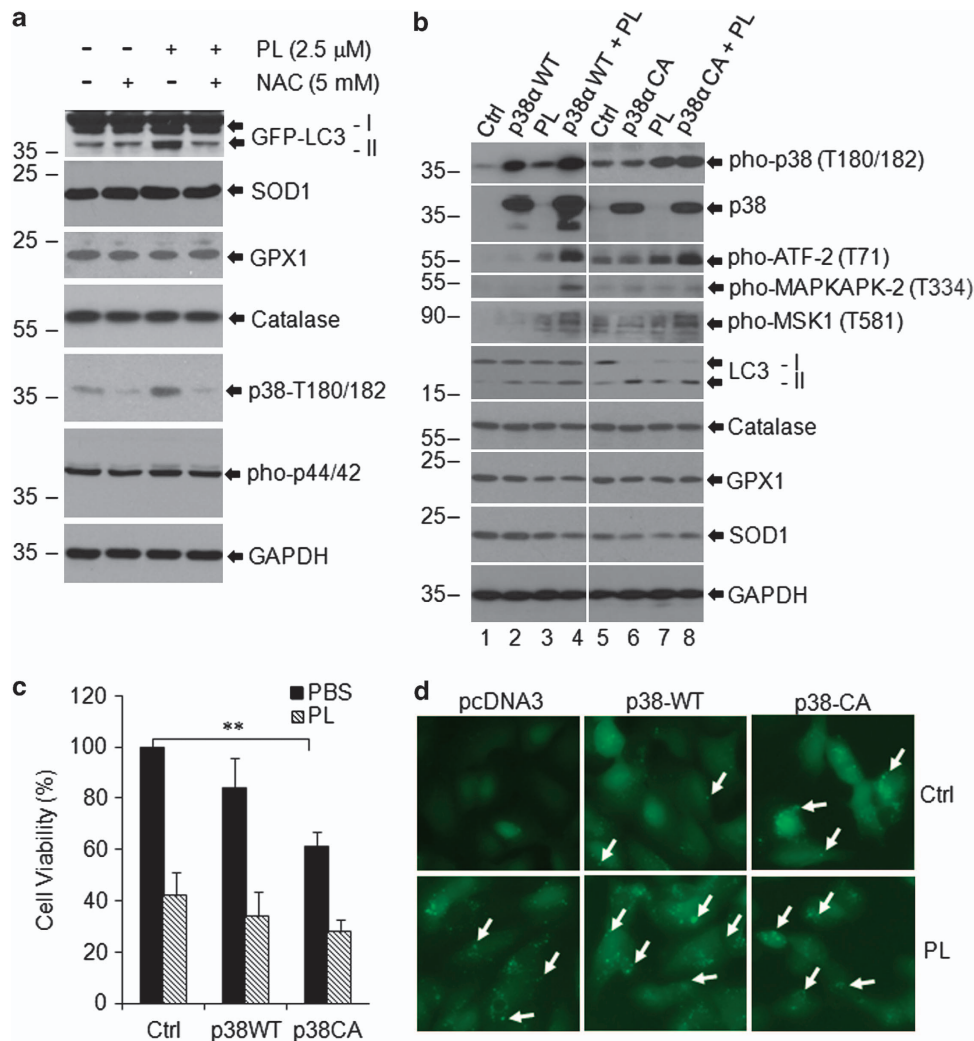 a
- - + + PL (2.5 µM)
- + - + NAC (5 mM)
GFP-LC3 - I
- II
35
25
SOD1
25
GPX1
Catalase
55
p38-T180/182
35
pho-p44/42
35
35
GAPDH
b
Ctrl p38α WT PL p38α WT + PL Ctrl p38α CA PL p38α CA + PL
35 pho-p38 (T180/182)
35 p38
55 pho-ATF-2 (T71)
55 pho-MAPKAPK-2 (T334)
90 pho-MSK1 (T581)
LC3 - I
- II
15
Catalase
55
25
GPX1
25
SOD1
35 GAPDH
1 2 3 4 5 6 7 8
c
PBS
PL
**
Cell Viability (%)
120
100
80
60
40
20
0
Ctrl p38WT p38CA
d
pcDNA3 p38-WT p38-CA
Ctrl
PL